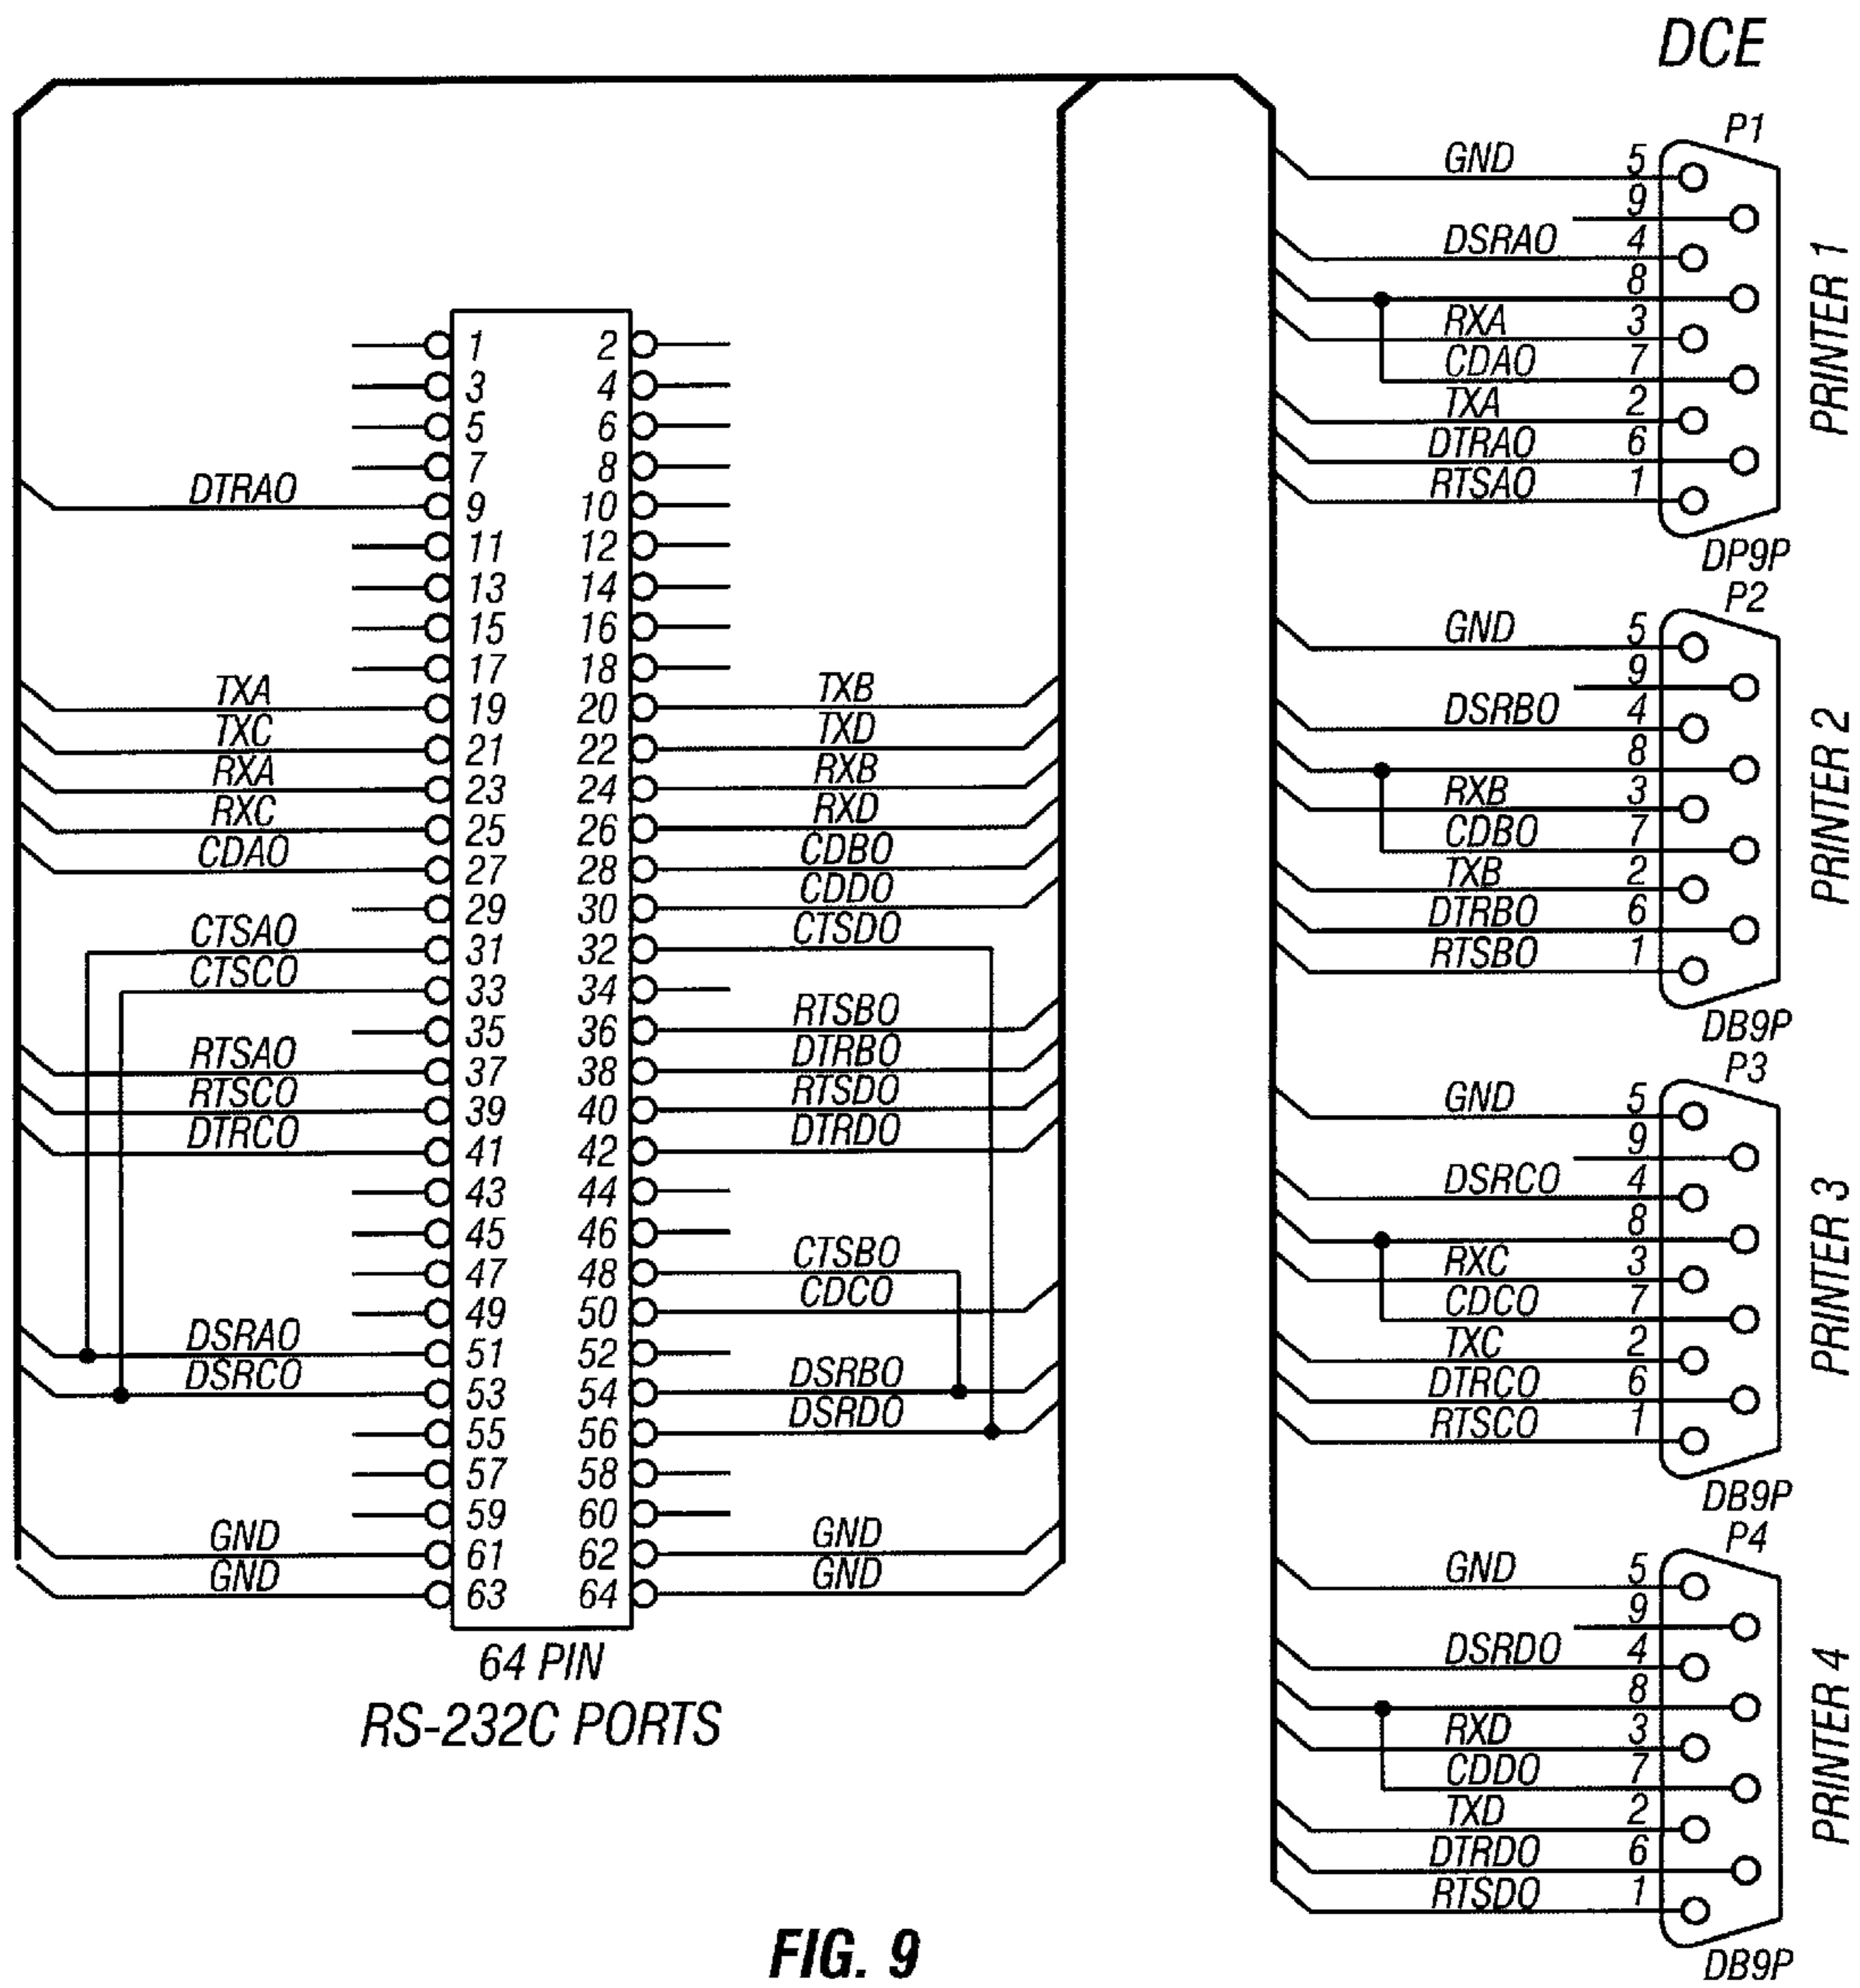 DCE
P1
GND 5
9
DSRAO 4
8
RXA 3
CDAO 7
TXA 2
DTRAO 6
RTSAO 1
DP9P
PRINTER 1
P2
GND 5
9
DSRBO 4
8
RXB 3
CDBO 7
TXB 2
DTRBO 6
RTSBO 1
DB9P
PRINTER 2
P3
GND 5
9
DSRCO 4
8
RXC 3
CDCO 7
TXC 2
DTRCO 6
RTSCO 1
DB9P
PRINTER 3
P4
GND 5
9
DSRDO 4
8
RXD 3
CDDO 7
TXD 2
DTRDO 6
RTSDO 1
DB9P
PRINTER 4
1 2
3 4
5 6
7 8
DTRAO 9 10
11 12
13 14
15 16
17 18
TXA 19 20 TXB
TXC 21 22 TXD
RXA 23 24 RXB
RXC 25 26 RXD
CDAO 27 28 CDBO
29 30 CDDO
CTSAO 31 32 CTSDO
CTSCO 33 34
35 36 RTSBO
RTSAO 37 38 DTRBO
RTSCO 39 40 RTSDO
DTRCO 41 42 DTRDO
43 44
45 46
47 48 CTSBO
49 50 CDCO
DSRAO 51 52
DSRCO 53 54 DSRBO
55 56 DSRDO
57 58
59 60
GND 61 62 GND
GND 63 64 GND
64 PIN
RS-232C PORTS
FIG. 9